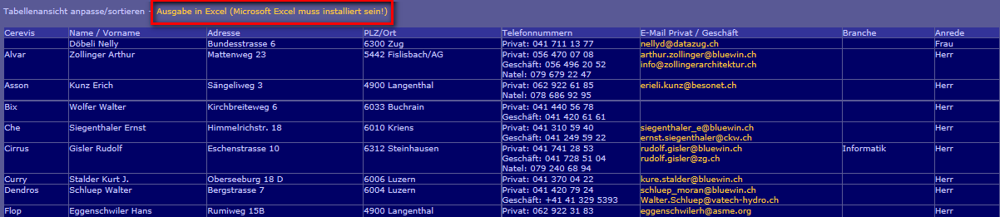 Tabellenansicht anpasse/sortieren - Ausgabe in Excel (Microsoft Excel muss installiert sein!)
Cerevis Name / Vorname Adresse PLZ/Ort Telefonnummern E-Mail Privat / Geschäft Branche Anrede
Döbeli Nelly Bundesstrasse 6 6300 Zug Privat: 041 711 13 77 nellyd@datazug.ch Frau
Alvar Zollinger Arthur Mattenweg 23 5442 Fislisbach/AG Privat: 056 470 07 08 arthur.zollinger@bluewin.ch Herr
Geschäft: 056 496 20 52 info@zollingerarchitektur.ch
Natel: 079 679 22 47
Asson Kunz Erich Sängeliweg 3 4900 Langenthal Privat: 062 922 61 85 erieli.kunz@besonet.ch Herr
Natel: 078 686 92 95
Bix Wolfer Walter Kirchbreiteweg 6 6033 Buchrain Privat: 041 440 56 78 Herr
Geschäft: 041 420 61 61
Che Siegenthaler Ernst Himmelrichstr. 18 6010 Kriens Privat: 041 310 59 40 siegenthaler_e@bluewin.ch Herr
Geschäft: 041 249 59 22 ernst.siegenthaler@ckw.ch
Cirrus Gisler Rudolf Eschenstrasse 10 6312 Steinhausen Privat: 041 741 28 53 rudolf.gisler@bluewin.ch Informatik Herr
Geschäft: 041 728 51 04 rudolf.gisler@zg.ch
Natel: 079 240 68 94
Curry Stalder Kurt J. Oberseeburg 18 D 6006 Luzern Privat: 041 370 04 22 kure.stalder@bluewin.ch Herr
Dendros Schluep Walter Bergstrasse 7 6004 Luzern Privat: 041 420 79 24 schluep_moran@bluewin.ch Herr
Geschäft: +41 41 329 5393 Walter.Schluep@vatech-hydro.ch
Flop Eggenschwiler Hans Rumiweg 15B 4900 Langenthal Privat: 062 922 31 83 eggenschwilerh@asme.org Herr